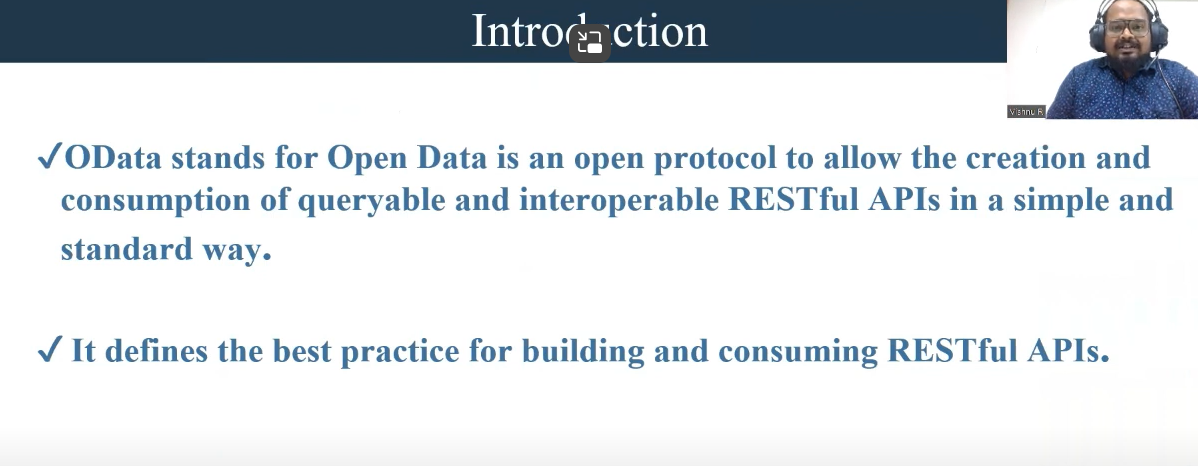 Introduction
Vishnu R
✓OData stands for Open Data is an open protocol to allow the creation and
consumption of queryable and interoperable RESTful APIs in a simple and
standard way.
✓ It defines the best practice for building and consuming RESTful APIs.